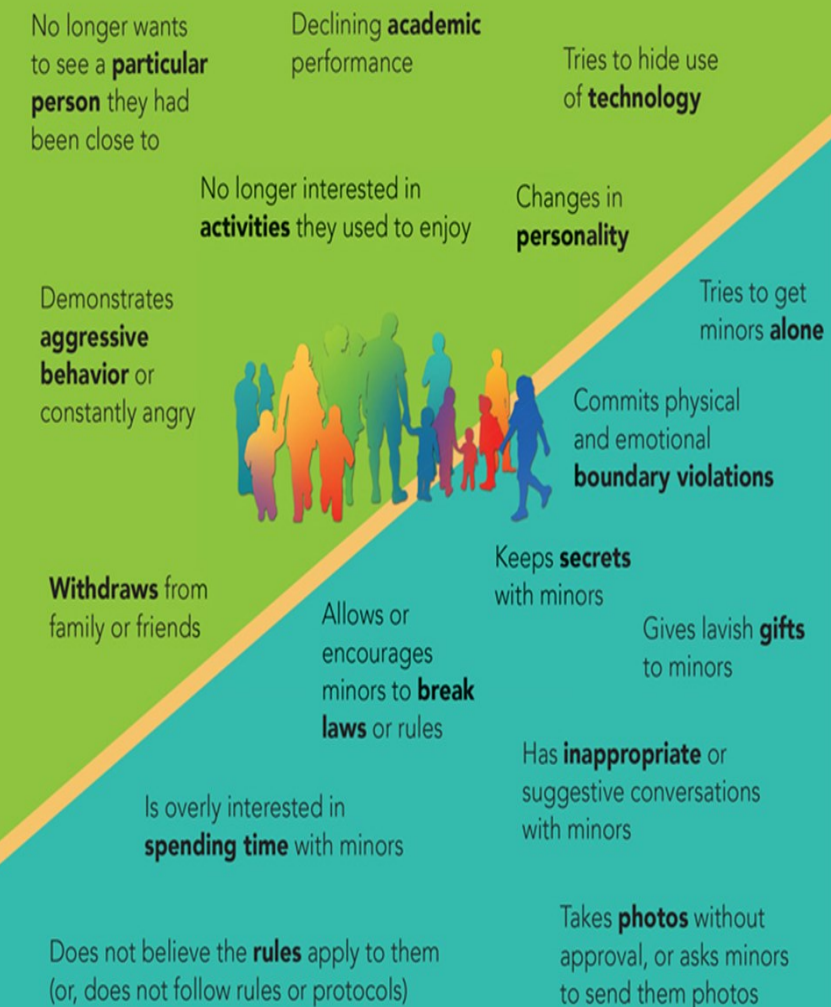 No longer wants
to see a particular
person they had
been close to
Declining academic
performance
Tries to hide use
of technology
No longer interested in
activities they used to enjoy
Changes in
personality
Demonstrates
aggressive
behavior or
constantly angry
Withdraws from
family or friends
Tries to get
minors alone
Commits physical
and emotional
boundary violations
Keeps secrets
with minors
Gives lavish gifts
to minors
Allows or
encourages
minors to break
laws or rules
Has inappropriate or
suggestive conversations
with minors
Is overly interested in
spending time with minors
Takes photos without
approval, or asks minors
to send them photos
Does not believe the rules apply to them
(or, does not follow rules or protocols)